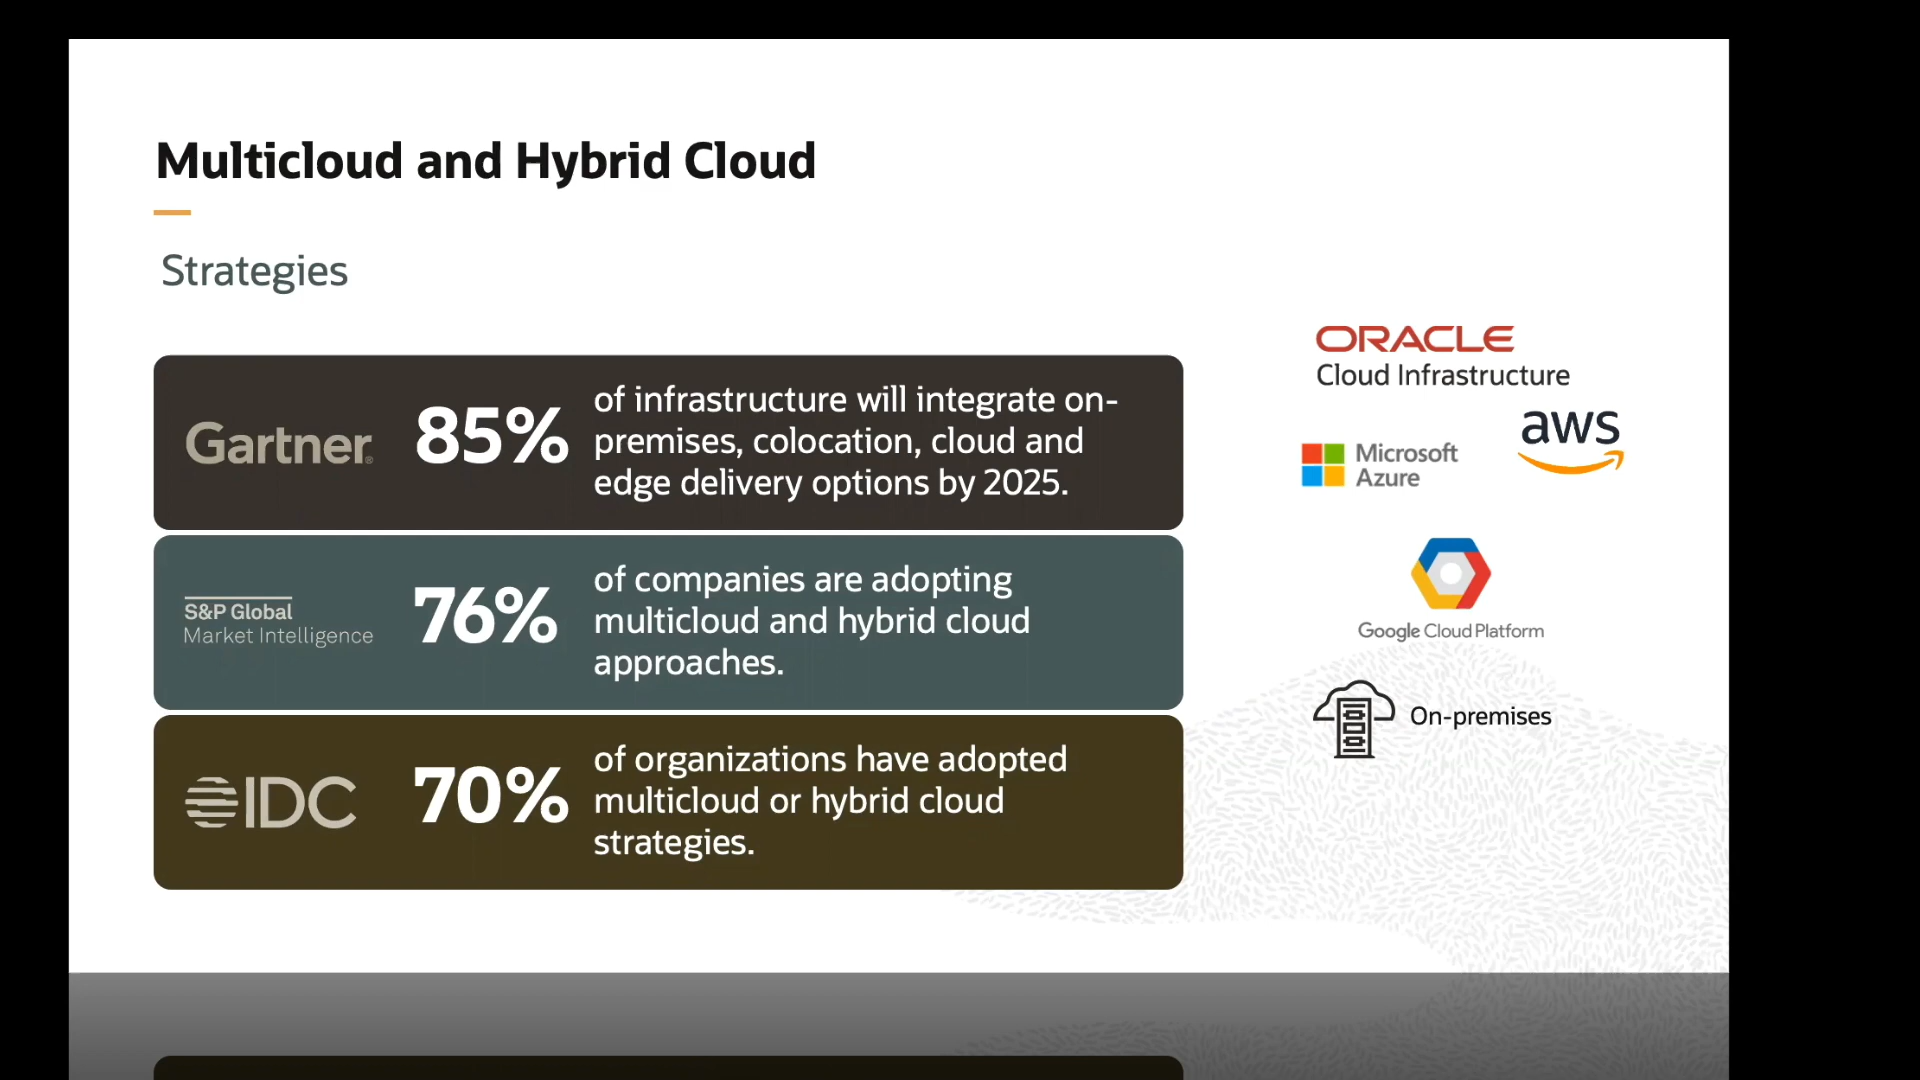 Multicloud and Hybrid Cloud
Strategies
Gartner®
85%
of infrastructure will integrate on-
premises, colocation, cloud and
edge delivery options by 2025.
S&P Global
Market Intelligence
76%
of companies are adopting
multicloud and hybrid cloud
approaches.
IDC
70%
of organizations have adopted
multicloud or hybrid cloud
strategies.
ORACLE
Cloud Infrastructure
aws
Microsoft
Azure
Google Cloud Platform
On-premises